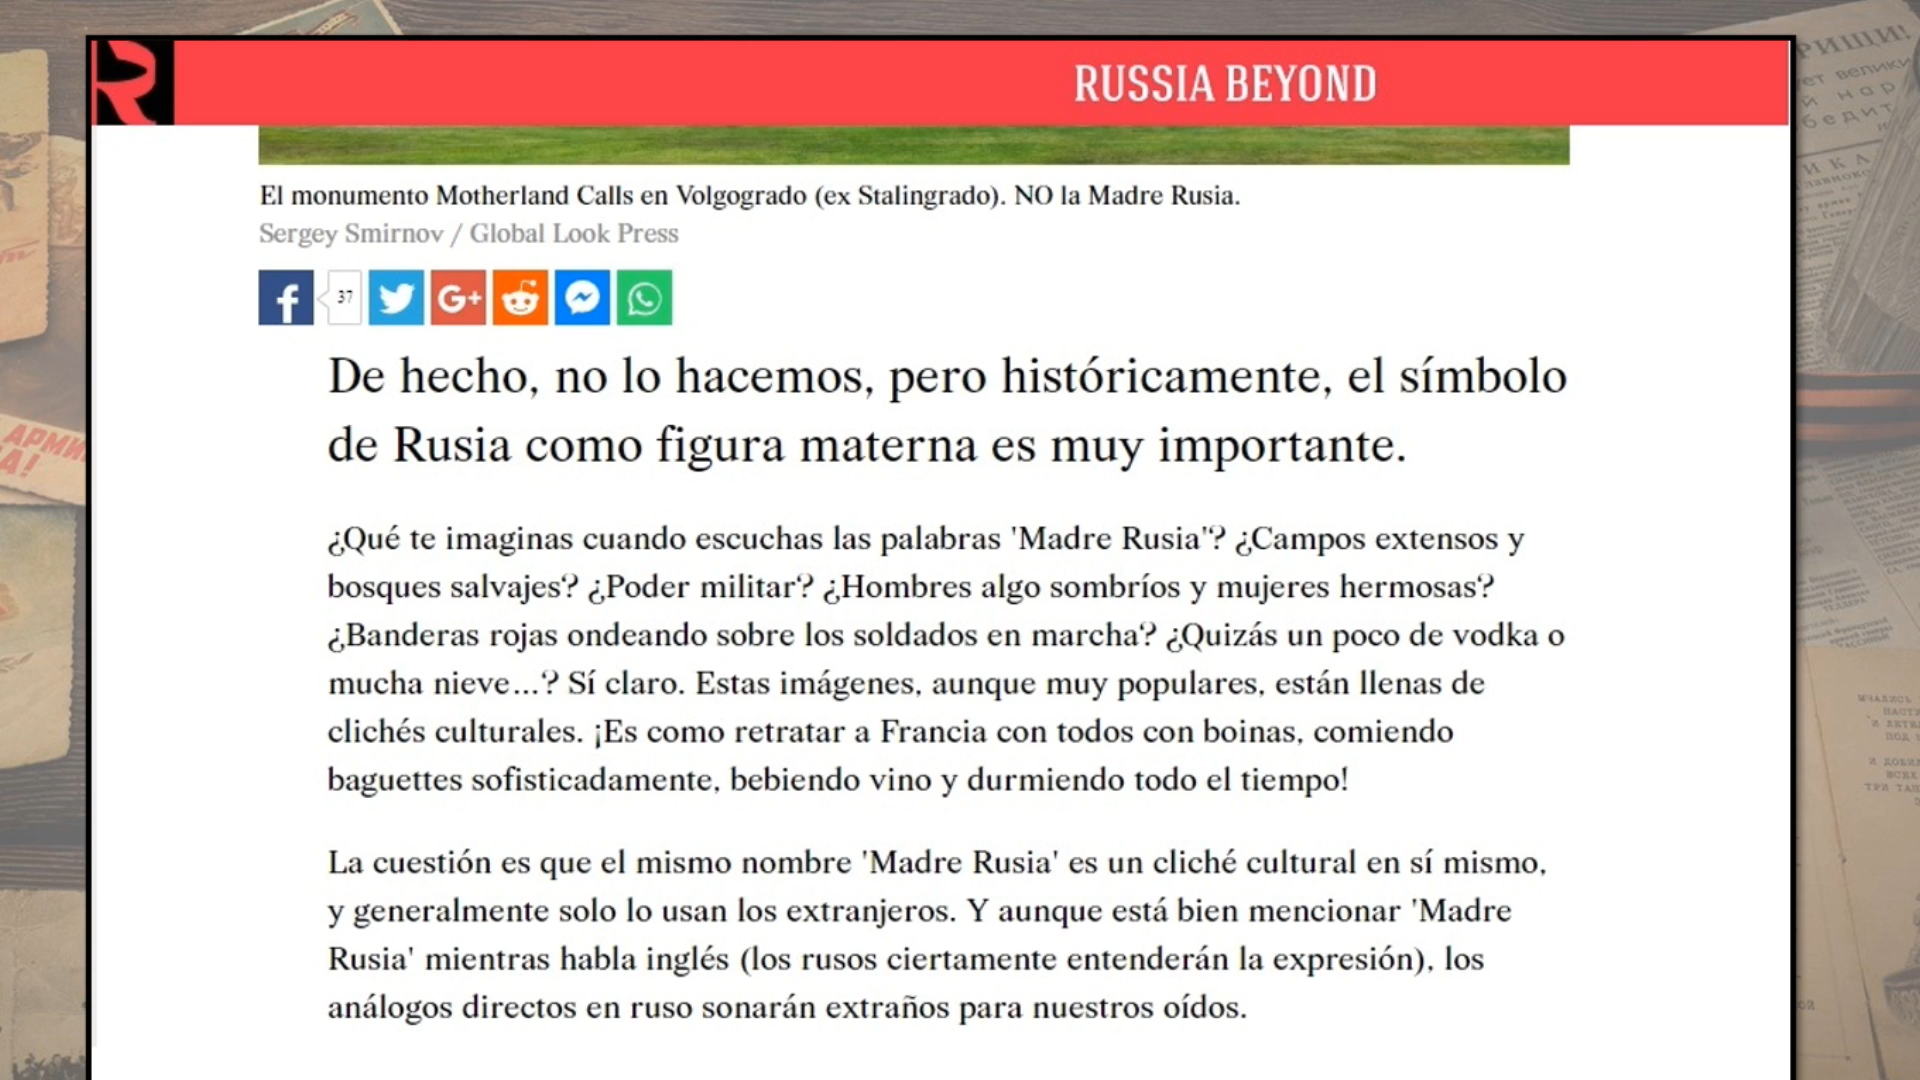 RUSSIA BEYOND
El monumento Motherland Calls en Volgogrado (ex Stalingrado). NO la Madre Rusia.
Sergey Smirnov / Global Look Press
37
G+
De hecho, no lo hacemos, pero históricamente, el símbolo
de Rusia como figura materna es muy importante.
¿Qué te imaginas cuando escuchas las palabras 'Madre Rusia'? ¿Campos extensos y
bosques salvajes? ¿Poder militar? ¿Hombres algo sombríos y mujeres hermosas?
¿Banderas rojas ondeando sobre los soldados en marcha? ¿Quizás un poco de vodka o
mucha nieve...? Sí claro. Estas imágenes, aunque muy populares, están llenas de
clichés culturales. ¡Es como retratar a Francia con todos con boinas, comiendo
baguettes sofisticadamente, bebiendo vino y durmiendo todo el tiempo!
La cuestión es que el mismo nombre 'Madre Rusia' es un cliché cultural en sí mismo,
y generalmente solo lo usan los extranjeros. Y aunque está bien mencionar 'Madre
Rusia' mientras habla inglés (los rusos ciertamente entenderán la expresión), los
análogos directos en ruso sonarán extraños para nuestros oídos.